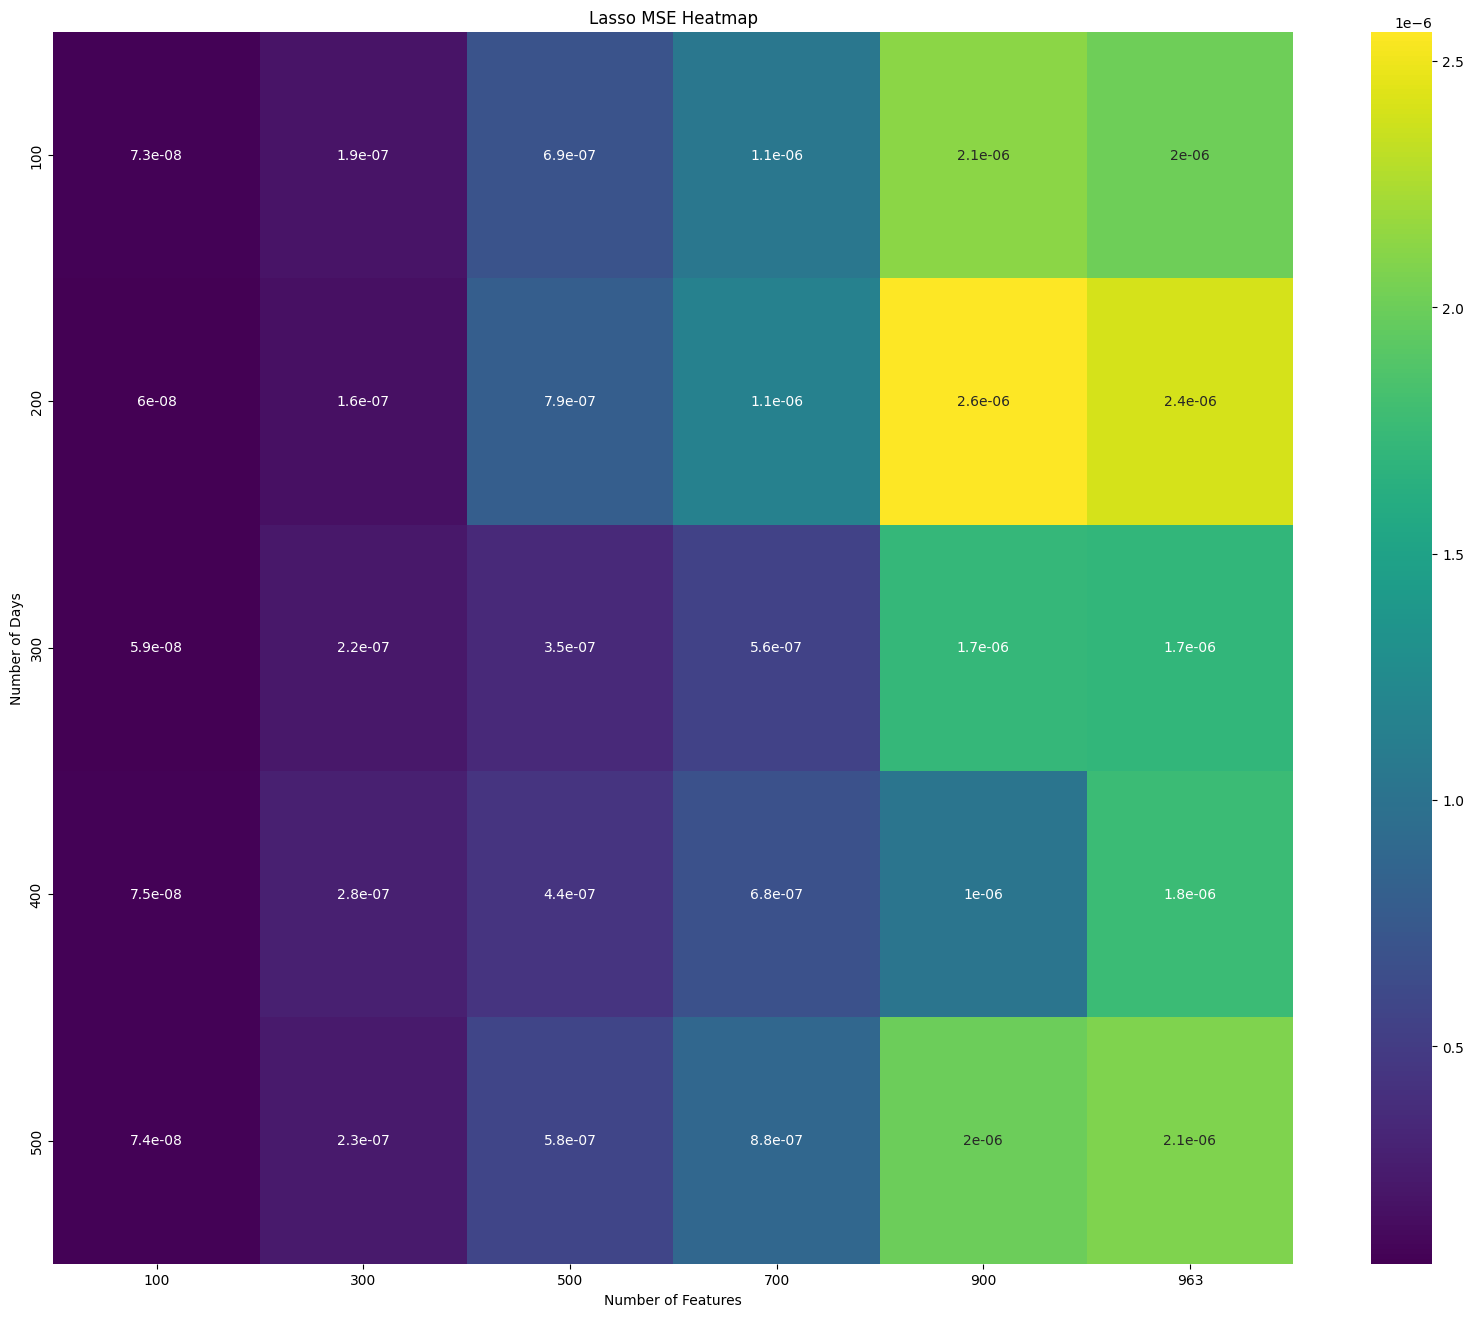 Lasso MSE Heatmap
1e−6
7.3e-08 1.9e-07 6.9e-07 1.1e-06 2.1e-06 2e-06
6e-08 1.6e-07 7.9e-07 1.1e-06 2.6e-06 2.4e-06
5.9e-08 2.2e-07 3.5e-07 5.6e-07 1.7e-06 1.7e-06
7.5e-08 2.8e-07 4.4e-07 6.8e-07 1e-06 1.8e-06
7.4e-08 2.3e-07 5.8e-07 8.8e-07 2e-06 2.1e-06
100
200
300
400
500
Number of Days
100 300 500 700 900 963
Number of Features
2.5
2.0
1.5
1.0
0.5